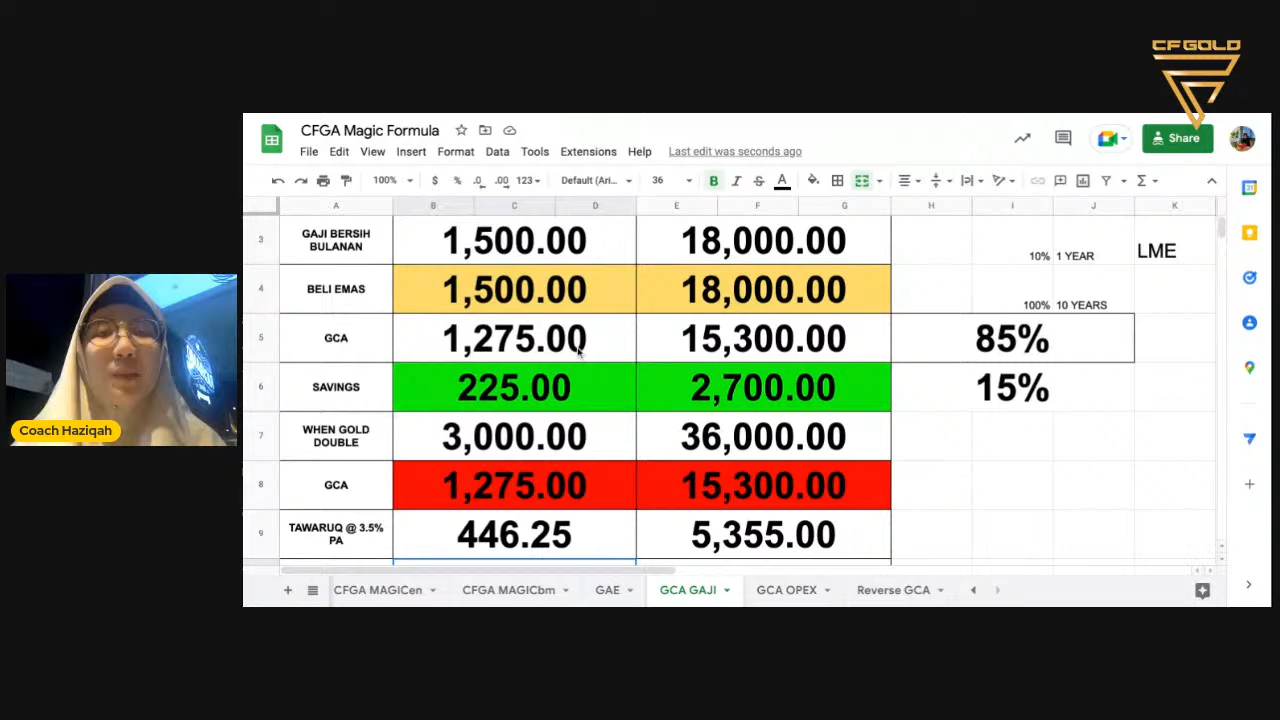 CFGOLD
CFGA Magic Formula
Share
File Edit View Insert Format Data Tools Extensions Help Last edit was seconds ago
100% $ % .0 .00 123 Default (Ari... 36 B I S A
A B C D E F G H I J K
3 GAJI BERSIH BULANAN 1,500.00 18,000.00 10% 1 YEAR LME
4 BELI EMAS 1,500.00 18,000.00 100% 10 YEARS
5 GCA 1,275.00 15,300.00 85%
6 SAVINGS 225.00 2,700.00 15%
7 WHEN GOLD DOUBLE 3,000.00 36,000.00
8 GCA 1,275.00 15,300.00
9 TAWARUQ @ 3.5% PA 446.25 5,355.00
Coach Haziqah
CFGA MAGICen CFGA MAGICbm GAE GCA GAJI GCA OPEX Reverse GCA